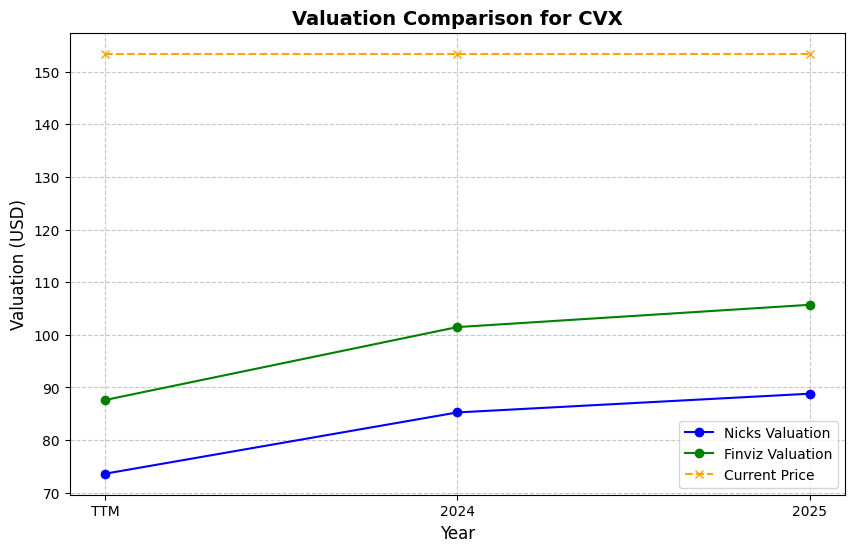 Valuation Comparison for CVX
Valuation (USD)
150
140
130
120
110
100
90
80
70
TTM
2024
2025
Year
Nicks Valuation
Finviz Valuation
Current Price